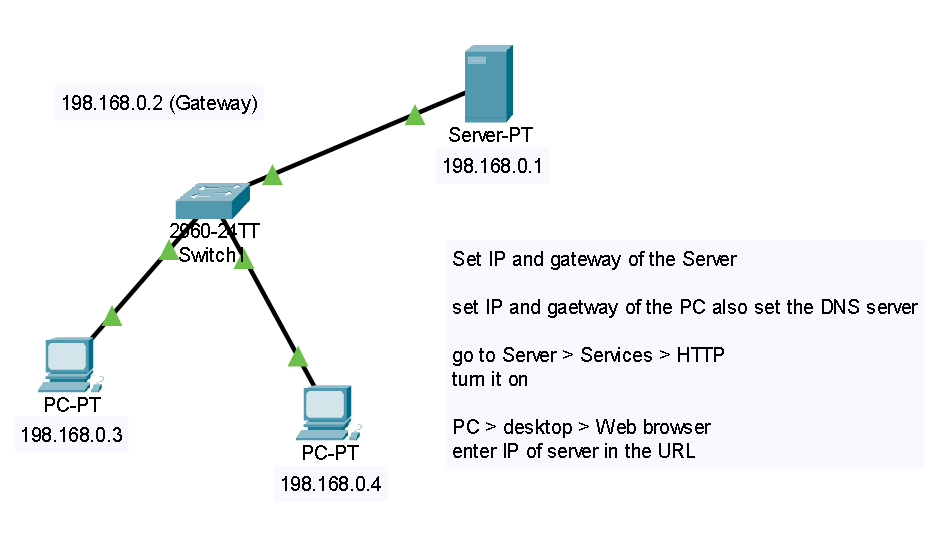 198.168.0.2 (Gateway)
Server-PT
198.168.0.1
2960-24TT
Switch1
Set IP and gateway of the Server
set IP and gaetway of the PC also set the DNS server
go to Server > Services > HTTP
turn it on
PC > desktop > Web browser
enter IP of server in the URL
PC-PT
198.168.0.3
PC-PT
198.168.0.4